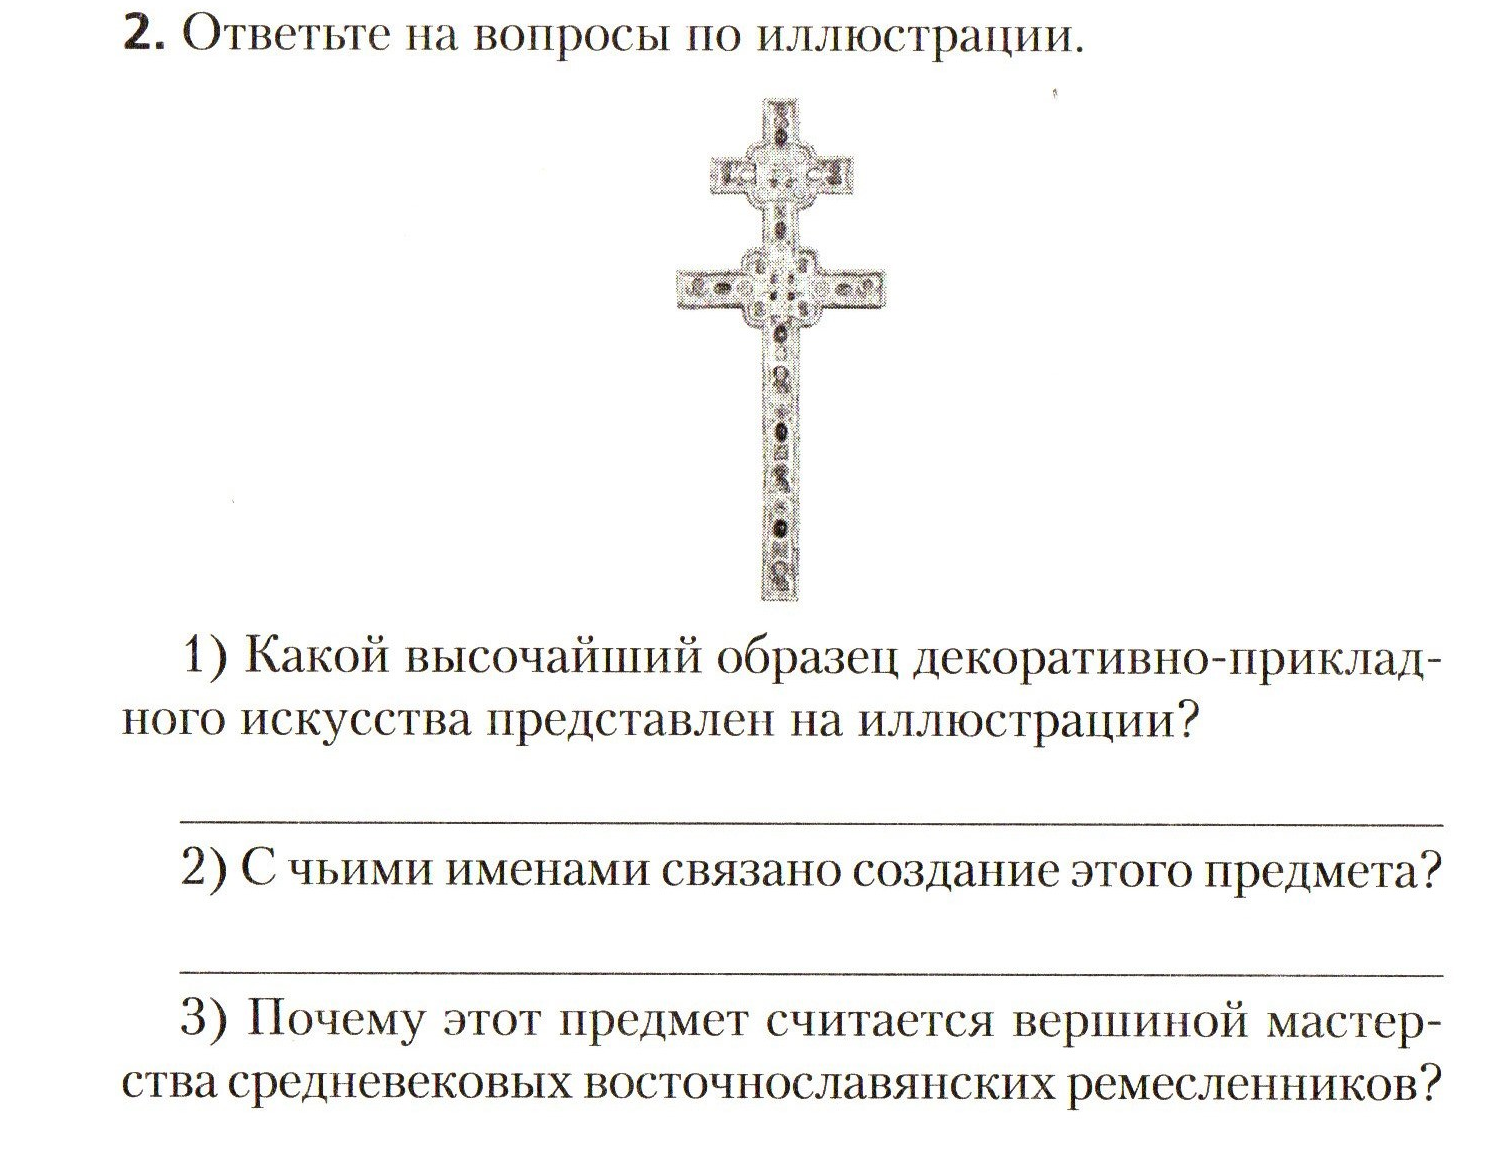 2. Ответьте на вопросы по иллюстрации.
1) Какой высочайший образец декоративно-приклад-
ного искусства представлен на иллюстрации?
2) С чьими именами связано создание этого предмета?
3) Почему этот предмет считается вершиной мастер-
ства средневековых восточнославянских ремесленников?